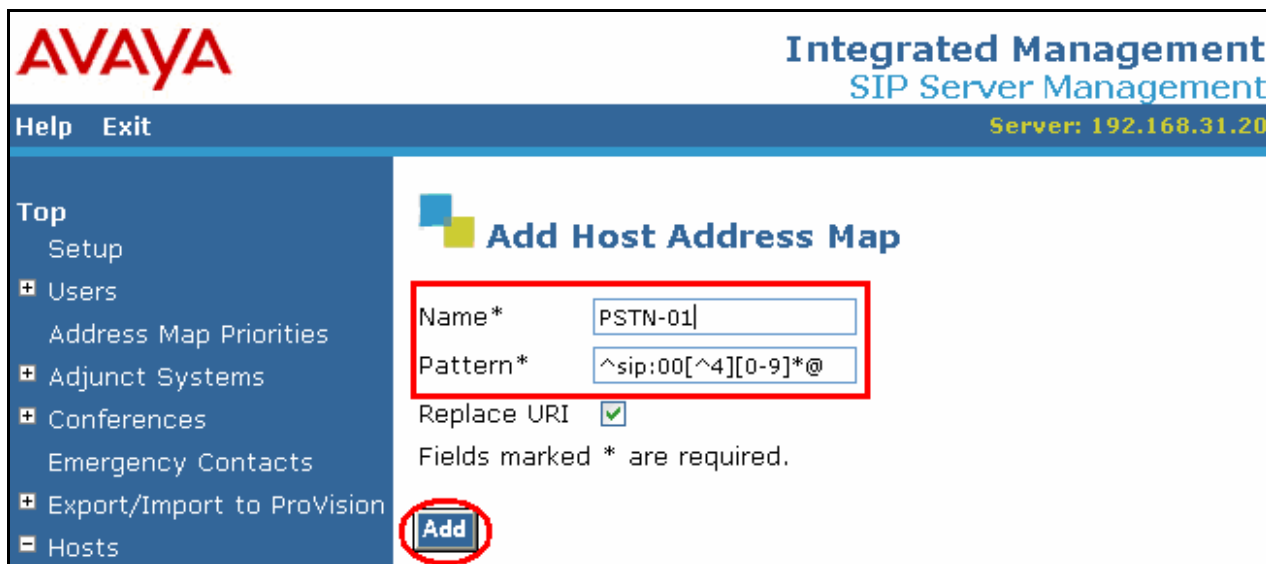 AVAYA
Integrated Management
SIP Server Management
Help Exit
Server: 192.168.31.20
Top
Setup
Users
Address Map Priorities
Adjunct Systems
Conferences
Emergency Contacts
Export/Import to ProVision
Hosts
Add Host Address Map
Name* PSTN-01
Pattern* ^sip:00[^4][0-9]*@
Replace URI
Fields marked * are required.
Add